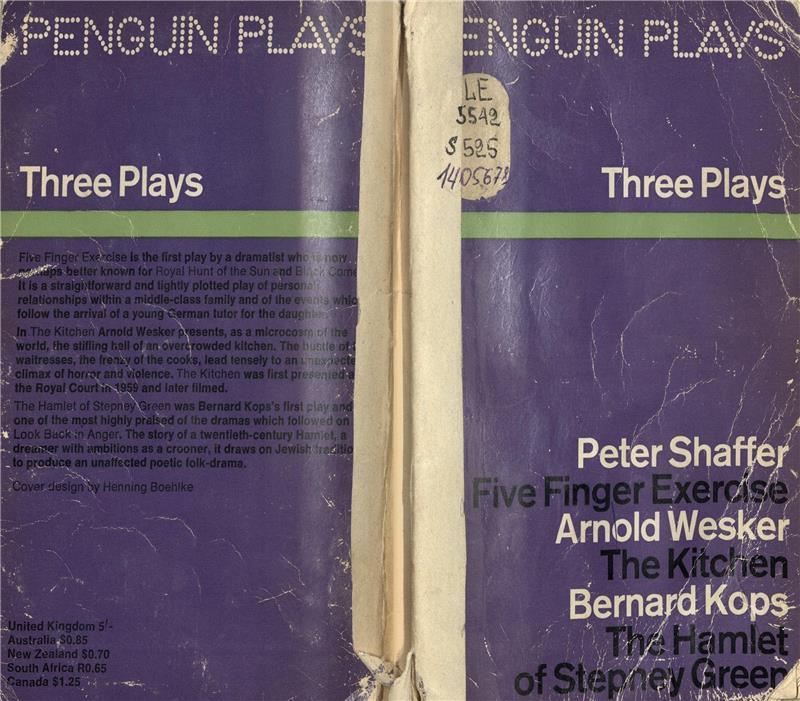 PENGUIN PLAYS
Three Plays
Five Finger Exercise is the first play by a dramatist who is now
perhaps better known for Royal Hunt of the Sun and Black Come
It is a straightforward and tightly plotted play of personal
relationships within a middle-class family and of the events whic
follow the arrival of a young German tutor for the daughter.
In The Kitchen Arnold Wesker presents, as a microcosm of the
world, the stifling hell of an overcrowded kitchen. The bustle of
waitresses, the frenzy of the cooks, lead tensely to an unexpecte
climax of horror and violence. The Kitchen was first presented a
the Royal Court in 1959 and later filmed.
The Hamlet of Stepney Green was Bernard Kops's first play and
one of the most highly praised of the dramas which followed on
Look Back in Anger. The story of a twentieth-century Hamlet, a
dreamer with ambitions as a crooner, it draws on Jewish traditio
to produce an unaffected poetic folk-drama.
Cover design by Henning Boehlke
United Kingdom 5/-
Australia $0.85
New Zealand $0.70
South Africa R0.65
Canada $1.25
ENGUIN PLAYS
LE
5542
S 525
1405678
Three Plays
Peter Shaffer
Five Finger Exercise
Arnold Wesker
The Kitchen
Bernard Kops
The Hamlet
of Stepney Green